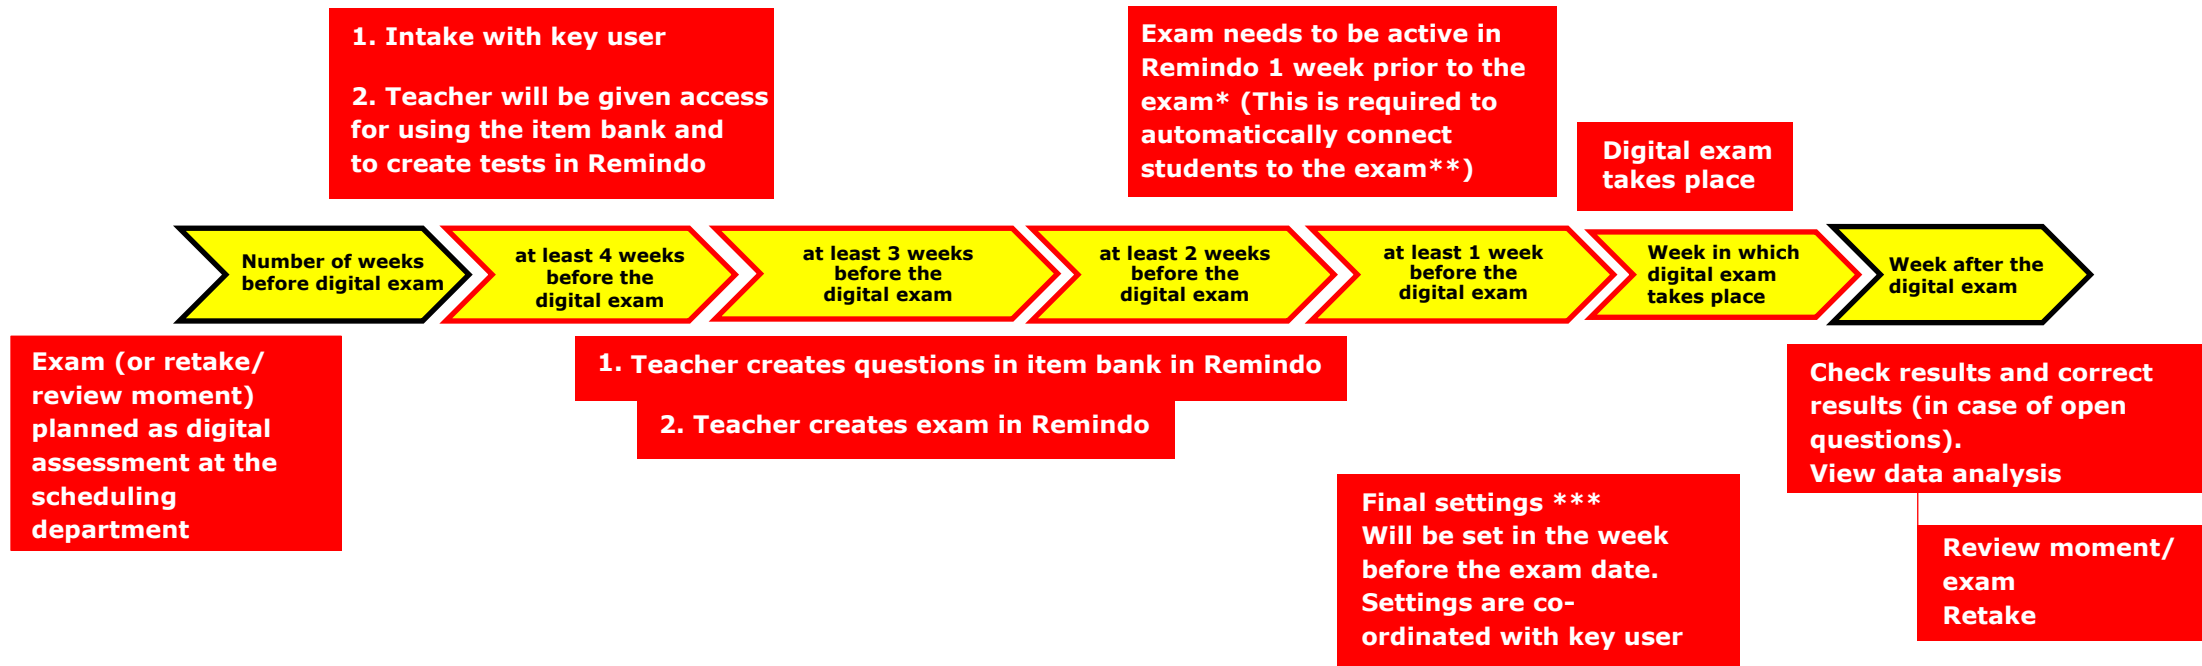 1. Intake with key user
2. Teacher will be given access
for using the item bank and
to create tests in Remindo
Exam needs to be active in
Remindo 1 week prior to the
exam* (This is required to
automaticcally connect
students to the exam**)
Digital exam
takes place
Number of weeks
before digital exam
at least 4 weeks
before the
digital exam
at least 3 weeks
before the
digital exam
at least 2 weeks
before the
digital exam
at least 1 week
before the
digital exam
Week in which
digital exam
takes place
Week after the
digital exam
Exam (or retake/
review moment)
planned as digital
assessment at the
scheduling
department
1. Teacher creates questions in item bank in Remindo
2. Teacher creates exam in Remindo
Final settings ***
Will be set in the week
before the exam date.
Settings are co-
ordinated with key user
Check results and correct
results (in case of open
questions).
View data analysis
Review moment/
exam
Retake